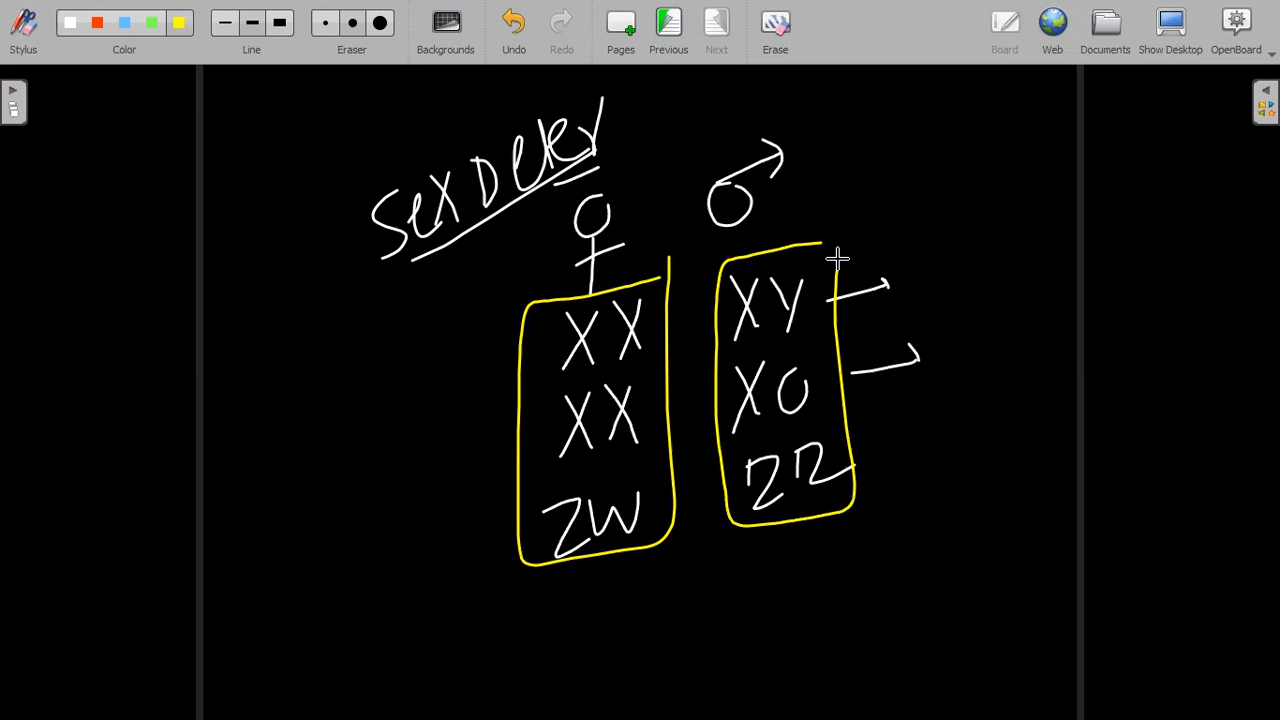 Stylus
Color
Line
Eraser
Backgrounds
Undo
Redo
Pages
Previous
Next
Erase
Board
Web
Documents
Show Desktop
OpenBoard
Sex Deter
♀ ♂
XX XY →
XX XO →
ZW ZZ